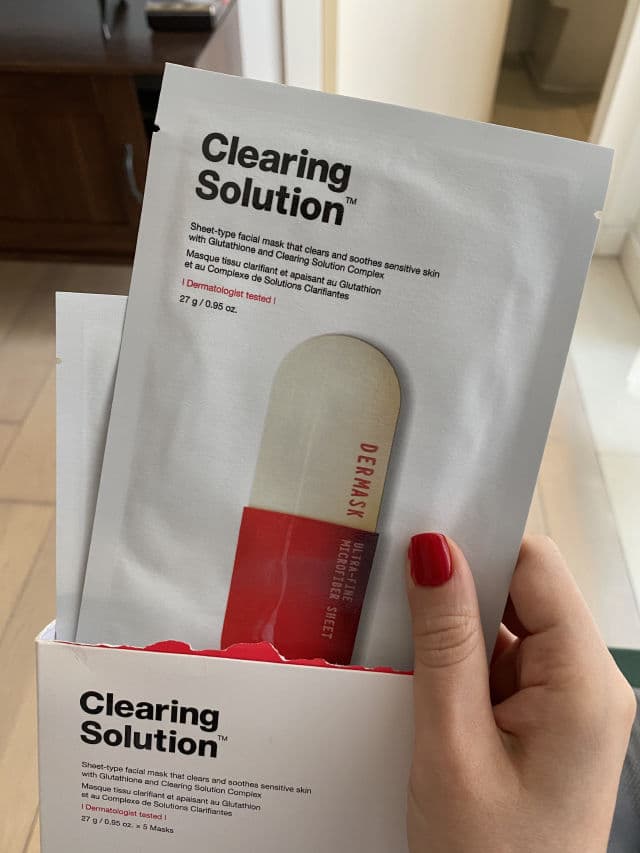 Clearing
Solution™
Sheet-type facial mask that clears and soothes sensitive skin
with Glutathione and Clearing Solution Complex
Masque tissu clarifiant et apaisant au Glutathion
et au Complexe de Solutions Clarifiantes
I Dermatologist tested I
27 g / 0.95 oz.
DERMASK
ULTRA-FINE
MICROFIBER SHEET
Clearing
Solution™
Sheet-type facial mask that clears and soothes sensitive skin
with Glutathione and Clearing Solution Complex
Masque tissu clarifiant et apaisant au Glutathion
et au Complexe de Solutions Clarifiantes
I Dermatologist tested I
27 g / 0.95 oz. x 5 Masks